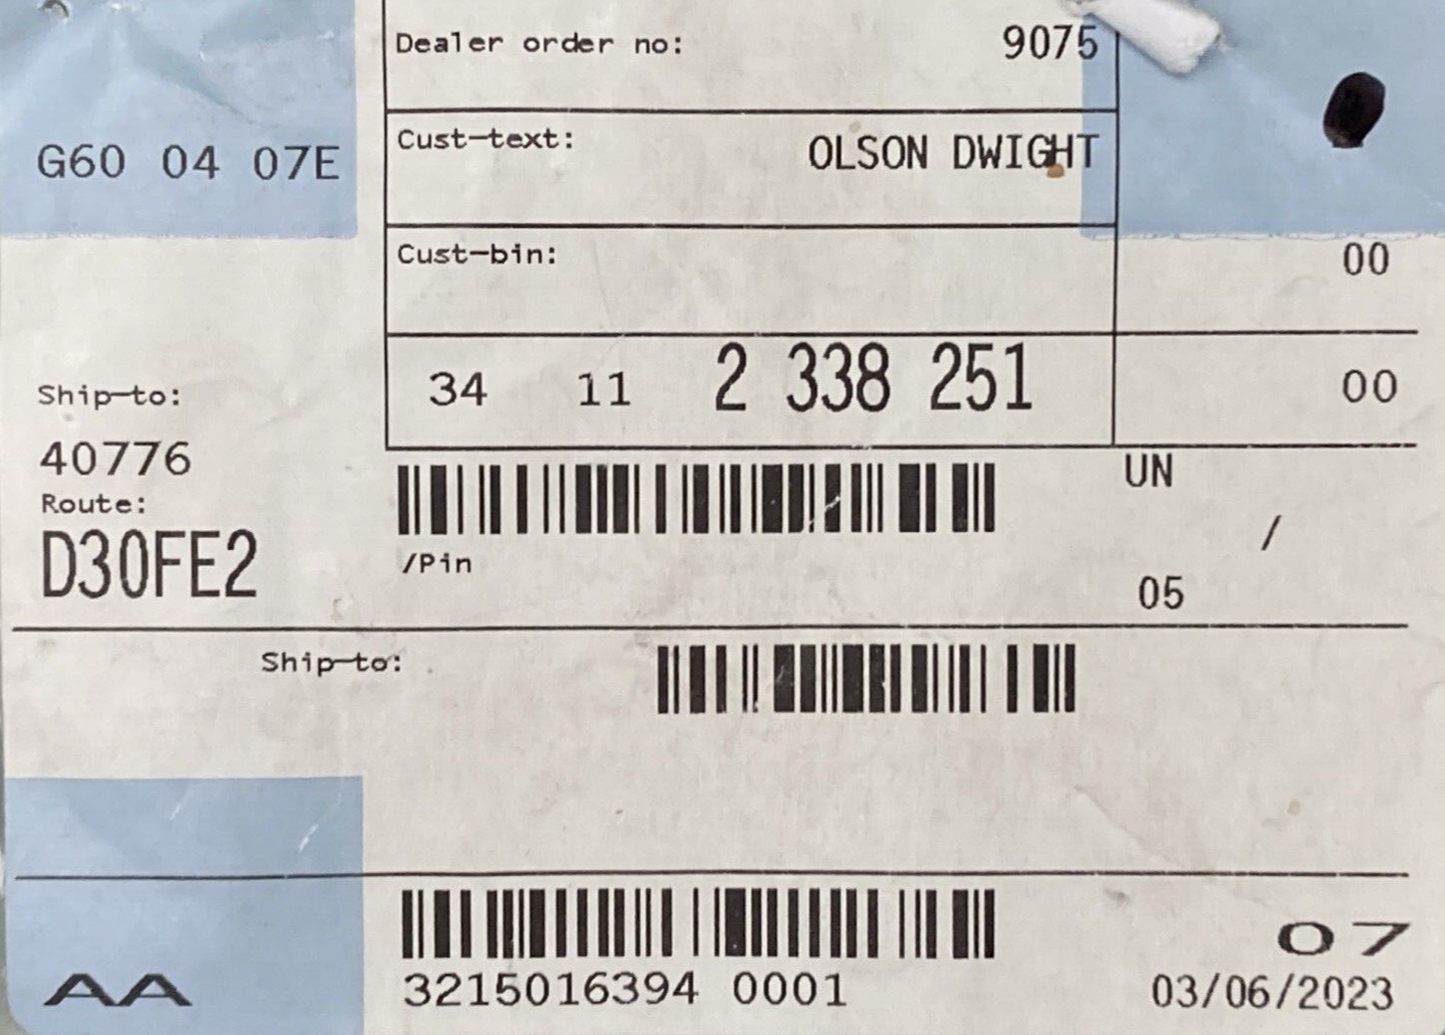 Dealer order no: 9075
Cust-text: OLSON DWIGHT
G60 04 07E
Cust-bin: 00
34 11 2 338 251 00
Ship-to:
40776
UN
Route:
/
D30FE2
/Pin
05
Ship-to:
07
AA
3215016394 0001 03/06/2023